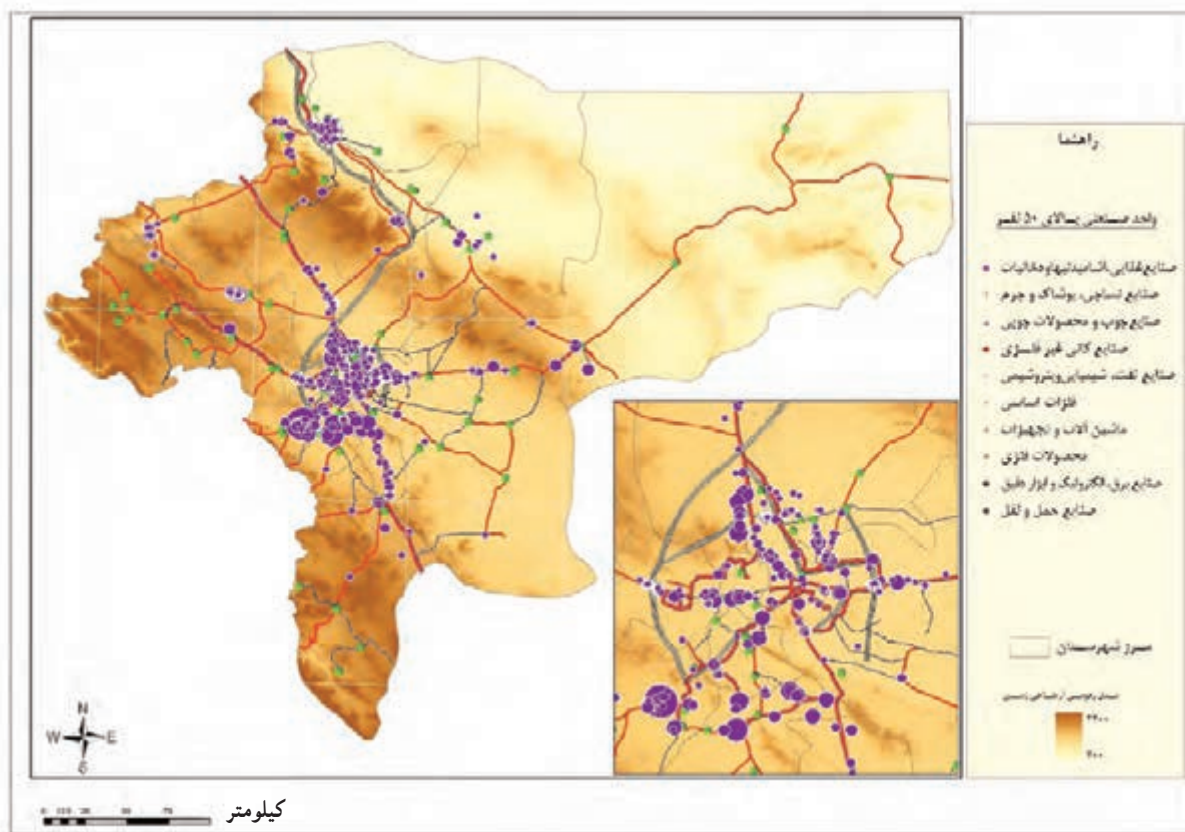 راهنما
واحد صنعتی بالای ۵۰ نفر
صنایع غذایی، آشامیدنیها و دخانیات
صنایع نساجی، پوشاک و چرم
صنایع چوب و محصولات چوبی
صنایع کانی غیر فلزی
صنایع نفت، شیمیایی و پتروشیمی
فلزات اساسی
ماشین آلات و تجهیزات
محصولات فلزی
صنایع برق، الکترونیک و ابزار دقیق
صنایع حمل و نقل
مرز شهرستان
N
W E
S
کیلومتر